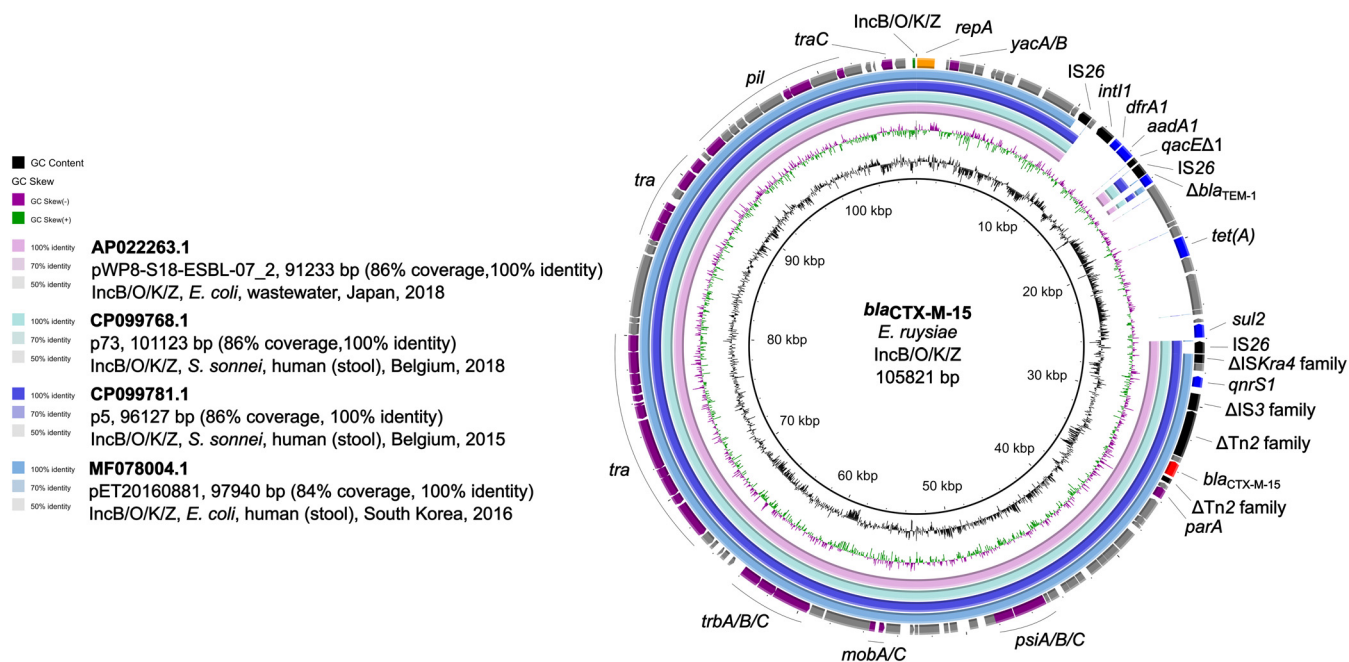 GC Content
GC Skew
GC Skew(-)
GC Skew(+)
100% identity
70% identity
50% identity
AP022263.1
pWP8-S18-ESBL-07_2, 91233 bp (86% coverage,100% identity)
IncB/O/K/Z, E. coli, wastewater, Japan, 2018
100% identity
70% identity
50% identity
CP099768.1
p73, 101123 bp (86% coverage,100% identity)
IncB/O/K/Z, S. sonnei, human (stool), Belgium, 2018
100% identity
70% identity
50% identity
CP099781.1
p5, 96127 bp (86% coverage, 100% identity)
IncB/O/K/Z, S. sonnei, human (stool), Belgium, 2015
100% identity
70% identity
50% identity
MF078004.1
pET20160881, 97940 bp (84% coverage, 100% identity)
IncB/O/K/Z, E. coli, human (stool), South Korea, 2016
IncB/O/K/Z
repA
yacA/B
IS26
intI1
dfrA1
aadA1
qacEΔ1
IS26
ΔblaTEM-1
tet(A)
sul2
IS26
ΔISKra4 family
qnrS1
ΔIS3 family
ΔTn2 family
blaCTX-M-15
ΔTn2 family
parA
psiA/B/C
mobA/C
trbA/B/C
tra
tra
pil
traC
10 kbp
20 kbp
30 kbp
40 kbp
50 kbp
60 kbp
70 kbp
80 kbp
90 kbp
100 kbp
blaCTX-M-15
E. ruysiae
IncB/O/K/Z
105821 bp